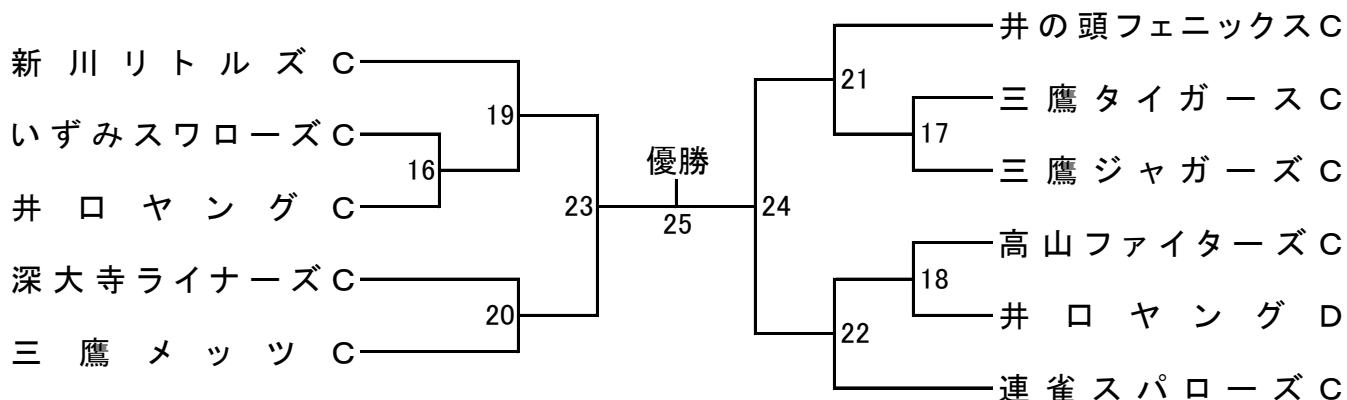 新川リトルズC
いずみスワローズC
井口ヤングC
深大寺ライナーズC
三鷹メッツC
19
16
23
20
優勝
25
24
21
17
18
22
井の頭フェニックスC
三鷹タイガースC
三鷹ジャガーズC
高山ファイターズC
井口ヤングD
連雀スパローズC